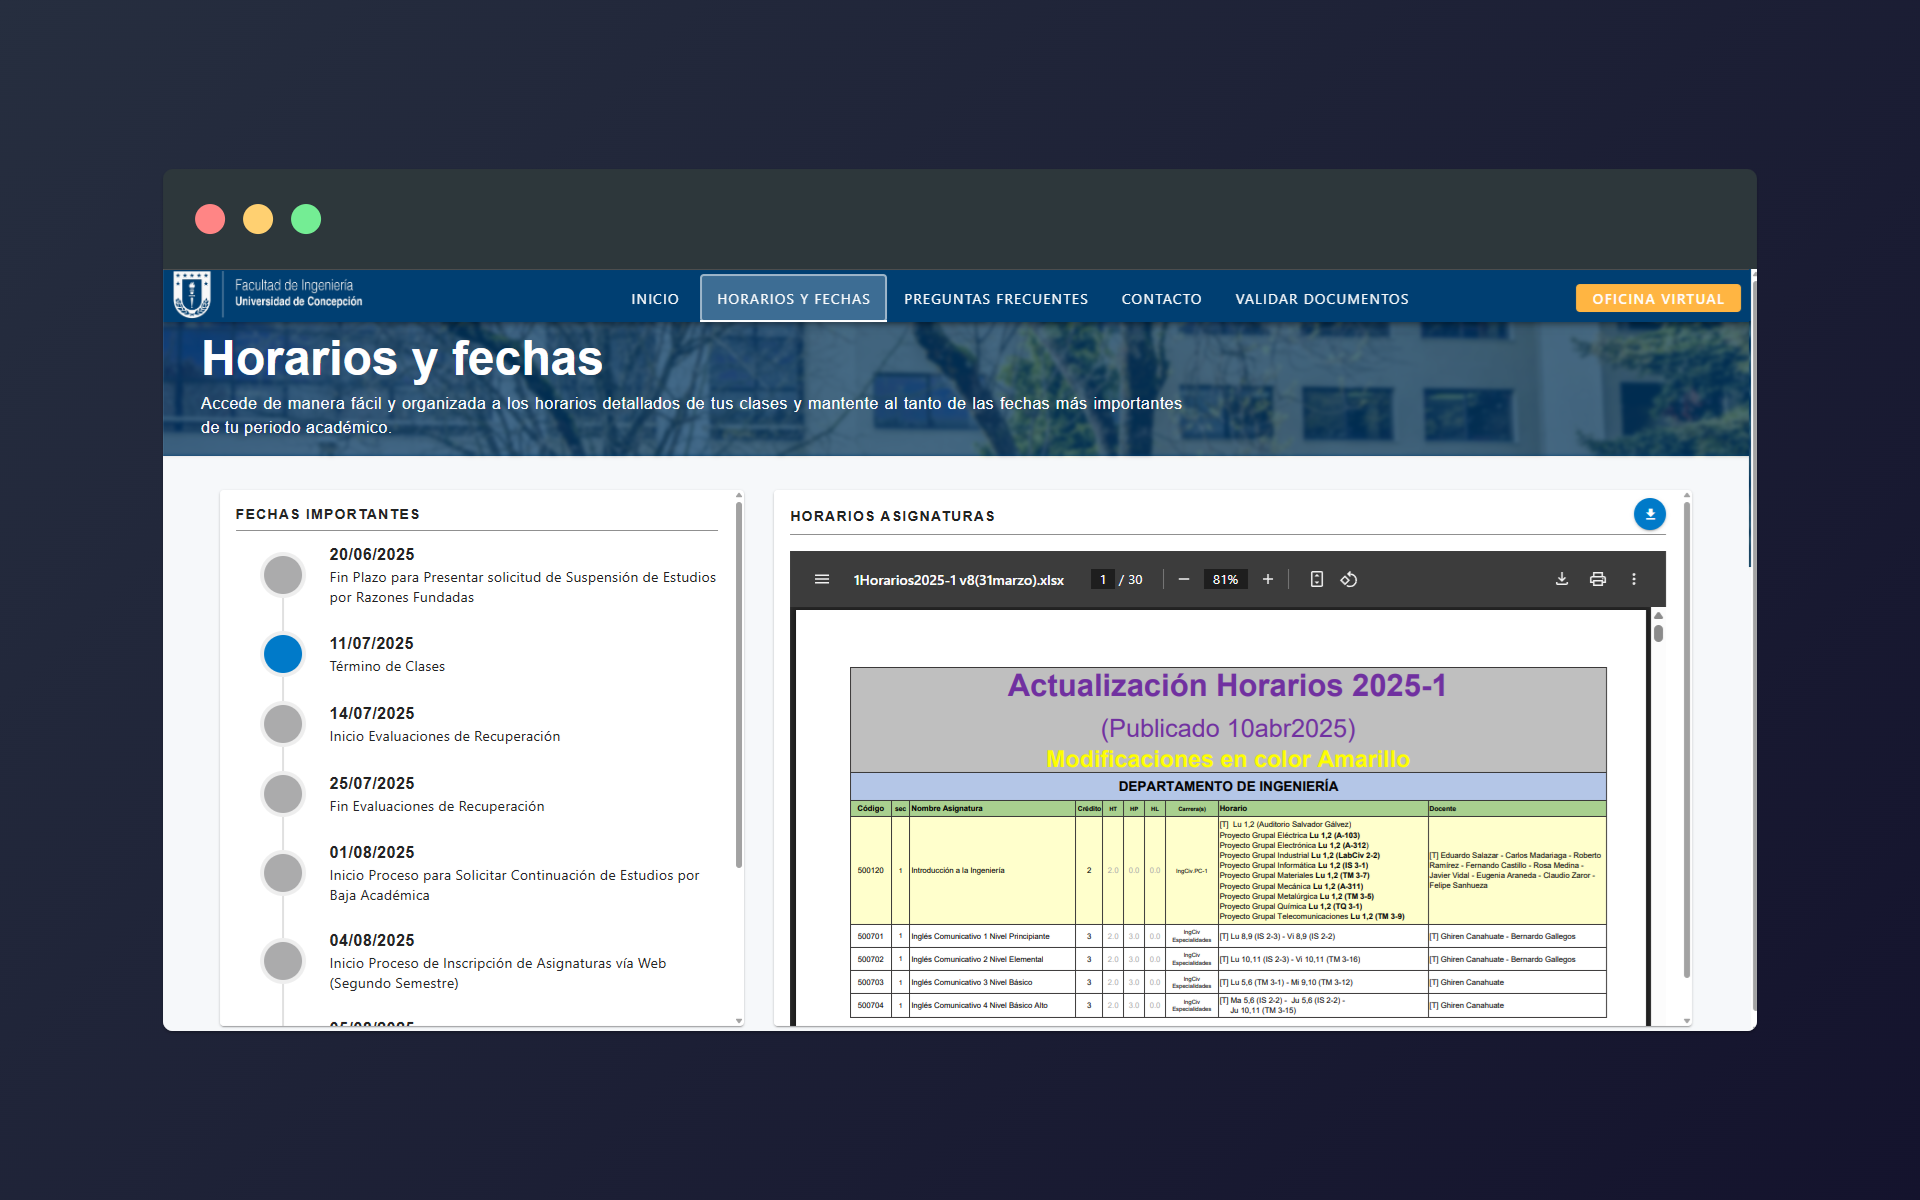 Facultad de Ingeniería
Universidad de Concepción
INICIO
HORARIOS Y FECHAS
PREGUNTAS FRECUENTES
CONTACTO
VALIDAR DOCUMENTOS
OFICINA VIRTUAL
Horarios y fechas
Accede de manera fácil y organizada a los horarios detallados de tus clases y mantente al tanto de las fechas más importantes
de tu periodo académico.
FECHAS IMPORTANTES
20/06/2025
Fin Plazo para Presentar solicitud de Suspensión de Estudios
por Razones Fundadas
11/07/2025
Término de Clases
14/07/2025
Inicio Evaluaciones de Recuperación
25/07/2025
Fin Evaluaciones de Recuperación
01/08/2025
Inicio Proceso para Solicitar Continuación de Estudios por
Baja Académica
04/08/2025
Inicio Proceso de Inscripción de Asignaturas vía Web
(Segundo Semestre)
HORARIOS ASIGNATURAS
1Horarios2025-1 v8(31marzo).xlsx
1 / 30
81%
Actualización Horarios 2025-1
(Publicado 10abr2025)
Modificaciones en color Amarillo
DEPARTAMENTO DE INGENIERÍA
Código sec Nombre Asignatura Crédito HT HP HL Carrera(s) Horario Docente
500120 1 Introducción a la Ingeniería 2 2.0 0.0 0.0 IngCiv.PC-1
[T] Lu 1,2 (Auditorio Salvador Gálvez)
Proyecto Grupal Eléctrica Lu 1,2 (A-103)
Proyecto Grupal Electrónica Lu 1,2 (A-312)
Proyecto Grupal Industrial Lu 1,2 (LabCiv 2-2)
Proyecto Grupal Informática Lu 1,2 (IS 3-1)
Proyecto Grupal Materiales Lu 1,2 (TM 3-7)
Proyecto Grupal Mecánica Lu 1,2 (A-311)
Proyecto Grupal Metalúrgica Lu 1,2 (TM 3-5)
Proyecto Grupal Química Lu 1,2 (TQ 3-1)
Proyecto Grupal Telecomunicaciones Lu 1,2 (TM 3-9)
[T] Eduardo Salazar - Carlos Madariaga - Roberto
Ramírez - Fernando Castillo - Rosa Medina -
Javier Vidal - Eugenia Araneda - Claudio Zaror -
Felipe Sanhueza
500701 1 Inglés Comunicativo 1 Nivel Principiante 3 2.0 3.0 0.0 IngCiv Especialidades [T] Lu 8,9 (IS 2-3) - Vi 8,9 (IS 2-2) [T] Ghiren Canahuate - Bernardo Gallegos
500702 1 Inglés Comunicativo 2 Nivel Elemental 3 2.0 3.0 0.0 IngCiv Especialidades [T] Lu 10,11 (IS 2-3) - Vi 10,11 (TM 3-16) [T] Ghiren Canahuate - Bernardo Gallegos
500703 1 Inglés Comunicativo 3 Nivel Básico 3 2.0 3.0 0.0 IngCiv Especialidades [T] Lu 5,6 (TM 3-1) - Mi 9,10 (TM 3-12) [T] Ghiren Canahuate
500704 1 Inglés Comunicativo 4 Nivel Básico Alto 3 2.0 3.0 0.0 IngCiv Especialidades [T] Ma 5,6 (IS 2-2) - Ju 5,6 (IS 2-2) - Ju 10,11 (TM 3-15) [T] Ghiren Canahuate